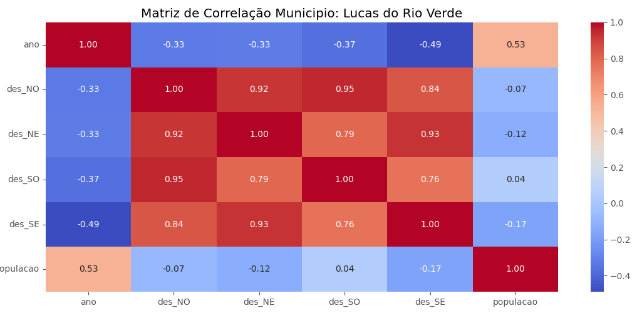 Matriz de Correlação Municipio: Lucas do Rio Verde
ano 1.00 -0.33 -0.33 -0.37 -0.49 0.53
des_NO -0.33 1.00 0.92 0.95 0.84 -0.07
des_NE -0.33 0.92 1.00 0.79 0.93 -0.12
des_SO -0.37 0.95 0.79 1.00 0.76 0.04
des_SE -0.49 0.84 0.93 0.76 1.00 -0.17
opulacao 0.53 -0.07 -0.12 0.04 -0.17 1.00
ano des_NO des_NE des_SO des_SE populacao
1.0
0.8
0.6
0.4
0.2
0.0
−0.2
−0.4